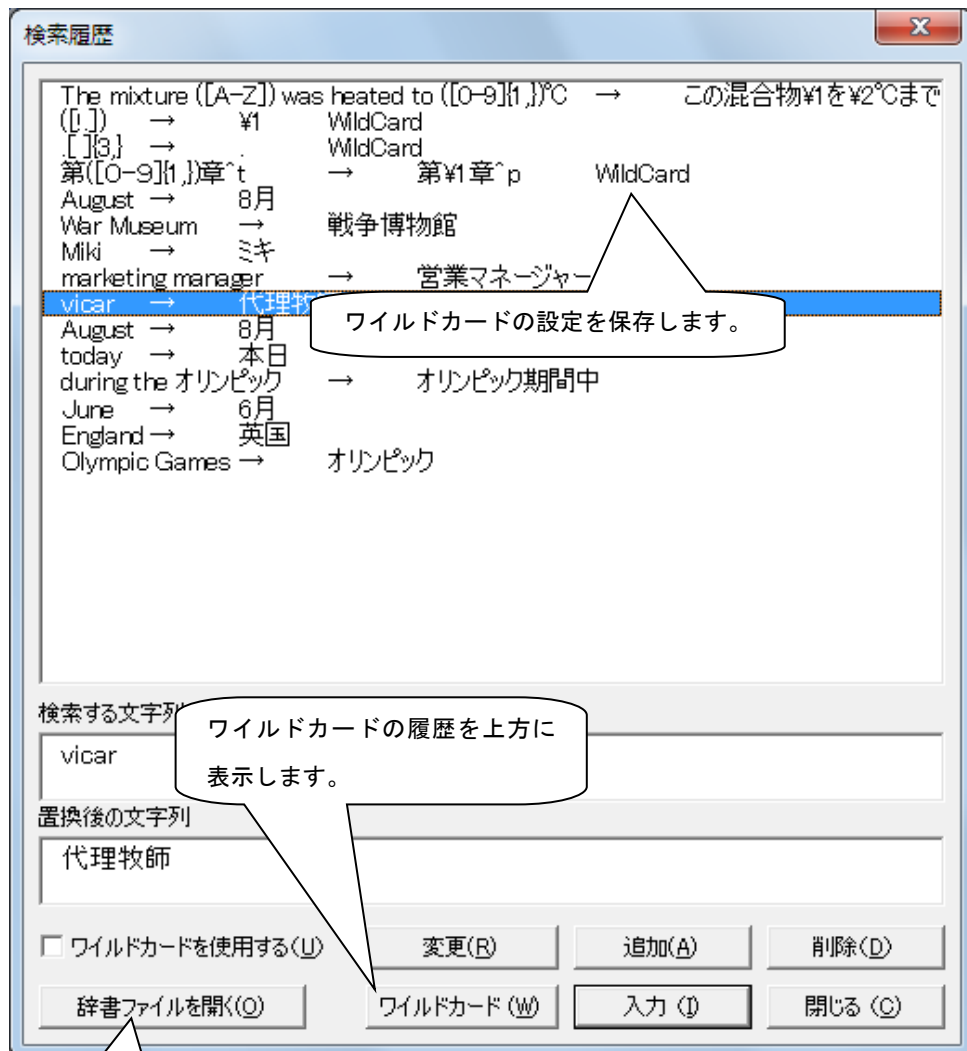 検索履歴
The mixture ([A-Z]) was heated to ([0-9]{1,})℃ → この混合物¥1を¥2℃まで
([!.]) → ¥1 WildCard
.[ ]{3,} → . WildCard
第([0-9]{1,})章^t → 第¥1章^p WildCard
August → 8月
War Museum → 戦争博物館
Miki → ミキ
marketing manager → 営業マネージャー
vicar → 代理牧
ワイルドカードの設定を保存します。
August → 8月
today → 本日
during the オリンピック → オリンピック期間中
June → 6月
England → 英国
Olympic Games → オリンピック
検索する文字列
ワイルドカードの履歴を上方に
表示します。
vicar
置換後の文字列
代理牧師
ワイルドカードを使用する(U) 変更(R) 追加(A) 削除(D)
辞書ファイルを開く(O) ワイルドカード (W) 入力 (I) 閉じる (C)